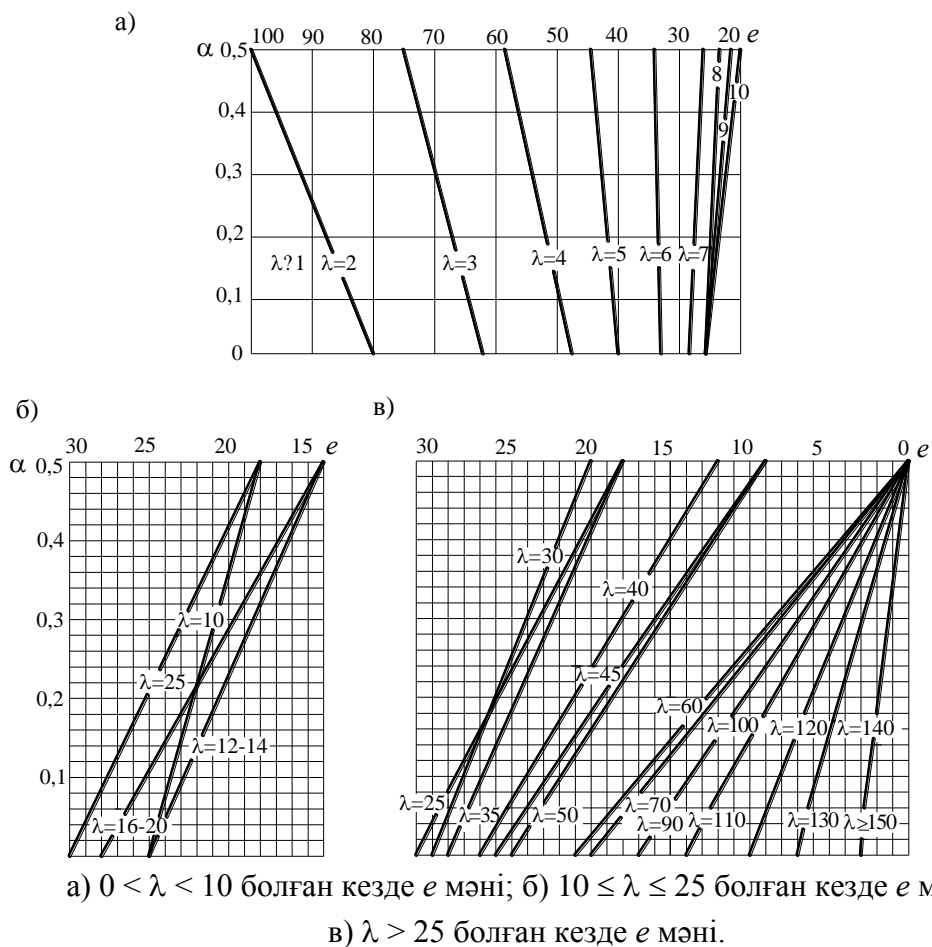 а)
α 0,5 100 90 80 70 60 50 40 30 20 e
8
10
0,4
9
0,3
0,2
λ?1 λ=2 λ=3 λ=4 λ=5 λ=6 λ=7
0,1
0
б) в)
30 25 20 15 e
α 0,5
0,4
0,3
λ=10
λ=25
0,2
λ=12-14
0,1
λ=16-20
30 25 20 15 10 5 0 e
λ=30
λ=40
λ=45
λ=60
λ=100 λ=120 λ=140
λ=25 λ=35 λ=50 λ=70
λ=90 λ=110 λ=130 λ≥150
а) 0 < λ < 10 болған кезде e мәні; б) 10 ≤ λ ≤ 25 болған кезде e м
в) λ > 25 болған кезде e мәні.